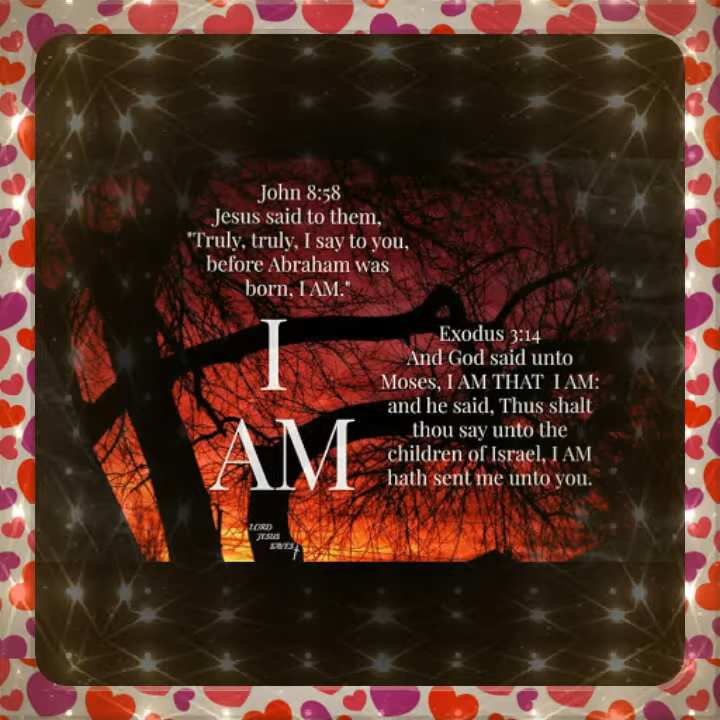 John 8:58
Jesus said to them,
"Truly, truly, I say to you,
before Abraham was
born, I AM."
I
AM
Exodus 3:14
And God said unto
Moses, I AM THAT I AM:
and he said, Thus shalt
thou say unto the
children of Israel, I AM
hath sent me unto you.
LORD
JESUS
SAVES